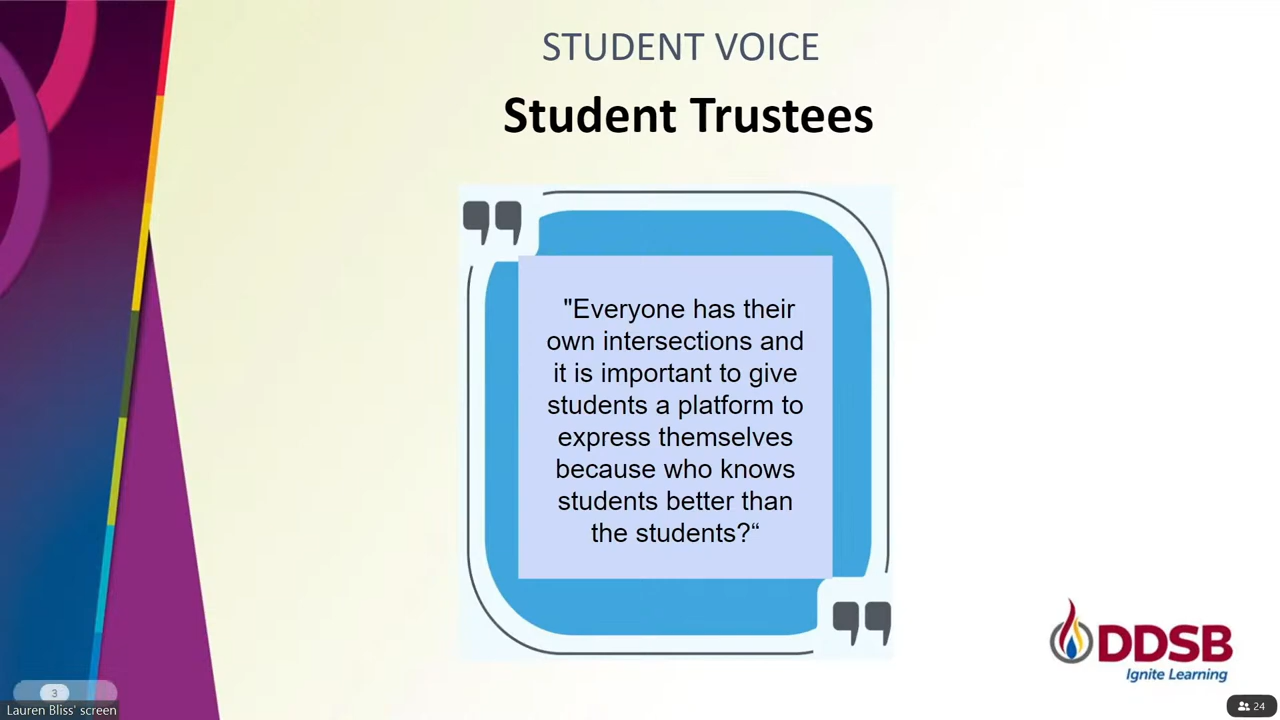 STUDENT VOICE
Student Trustees
"Everyone has their
own intersections and
it is important to give
students a platform to
express themselves
because who knows
students better than
the students?“
DDSB
Ignite Learning
3
Lauren Bliss' screen
24